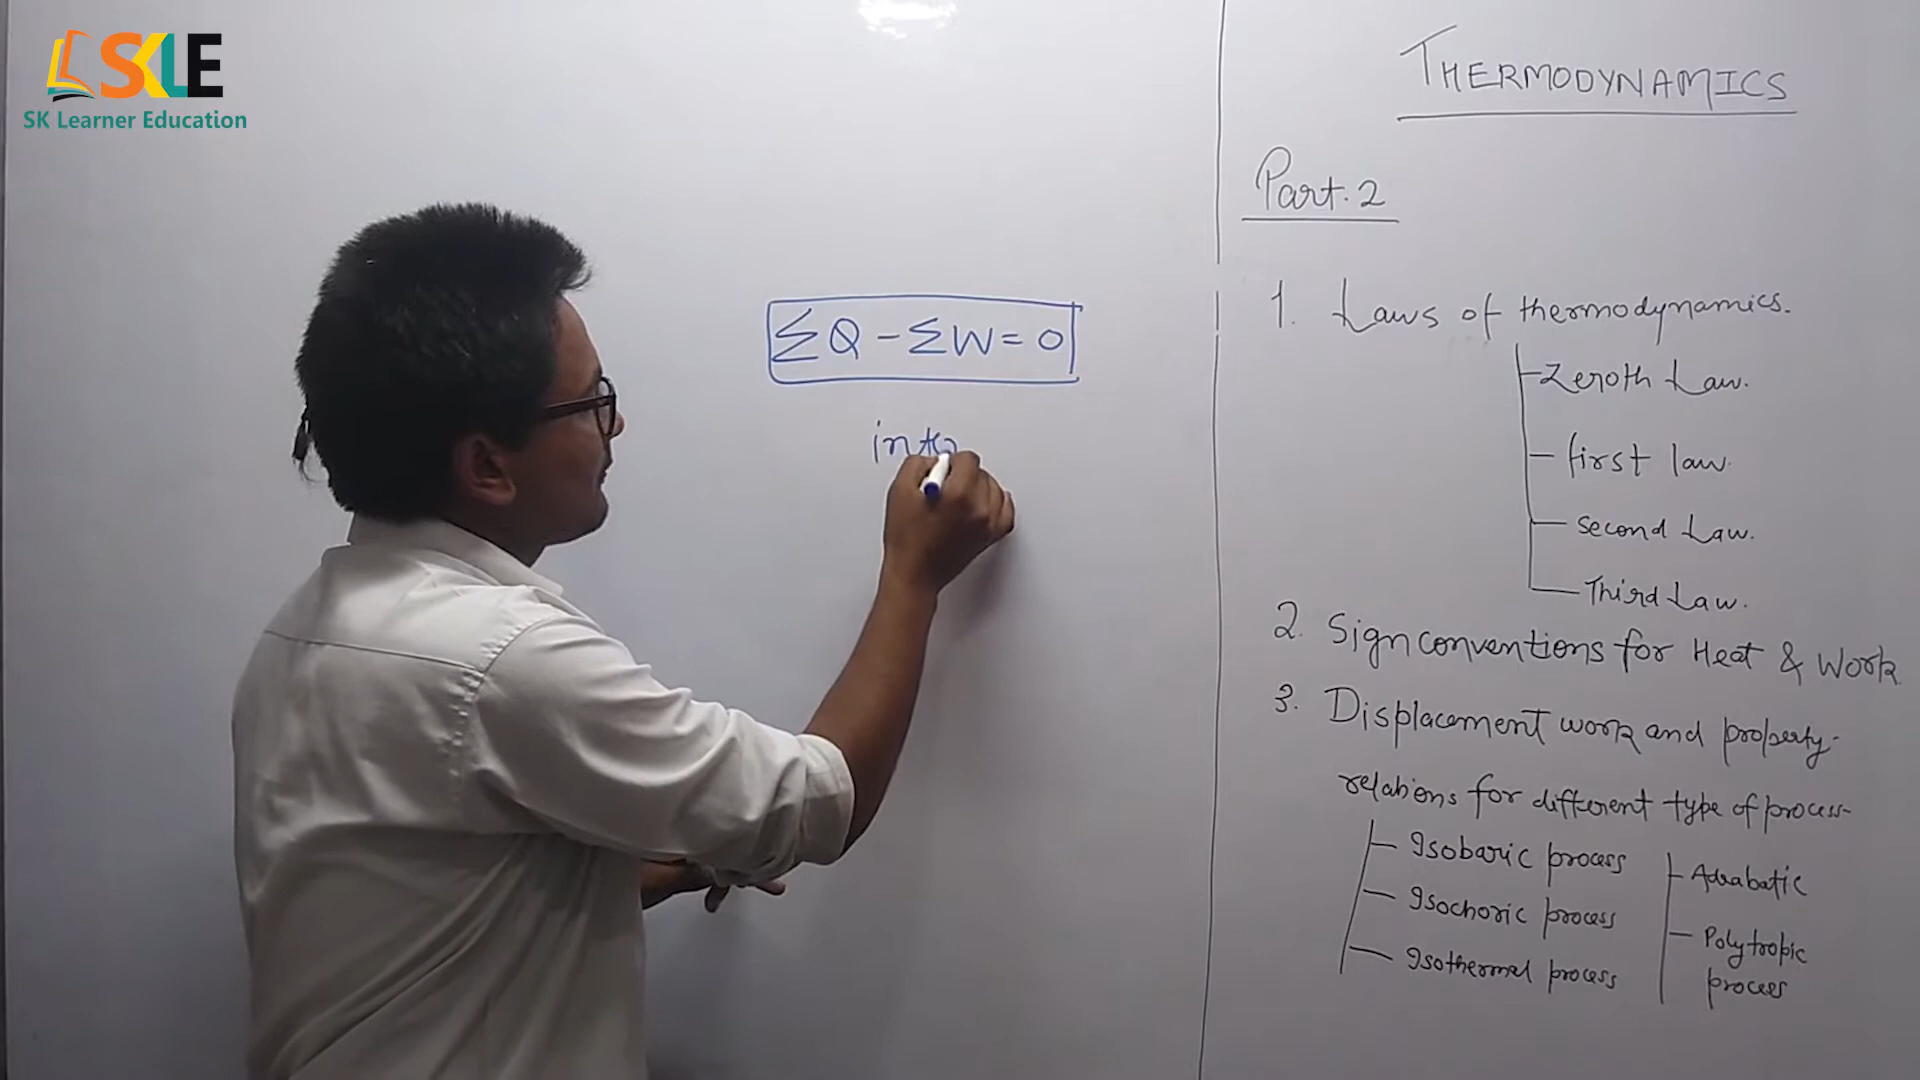 SKLE
SK Learner Education
ΣQ - ΣW = 0
THERMODYNAMICS
Part. 2
1. Laws of thermodynamics.
Zeroth Law.
first law.
Second Law.
Third Law.
2. Sign conventions for Heat & Work
3. Displacement work and property-
relations for different type of process-
Isobaric process
Isochoric process
Isothermal process
Adiabatic
Polytropic
process